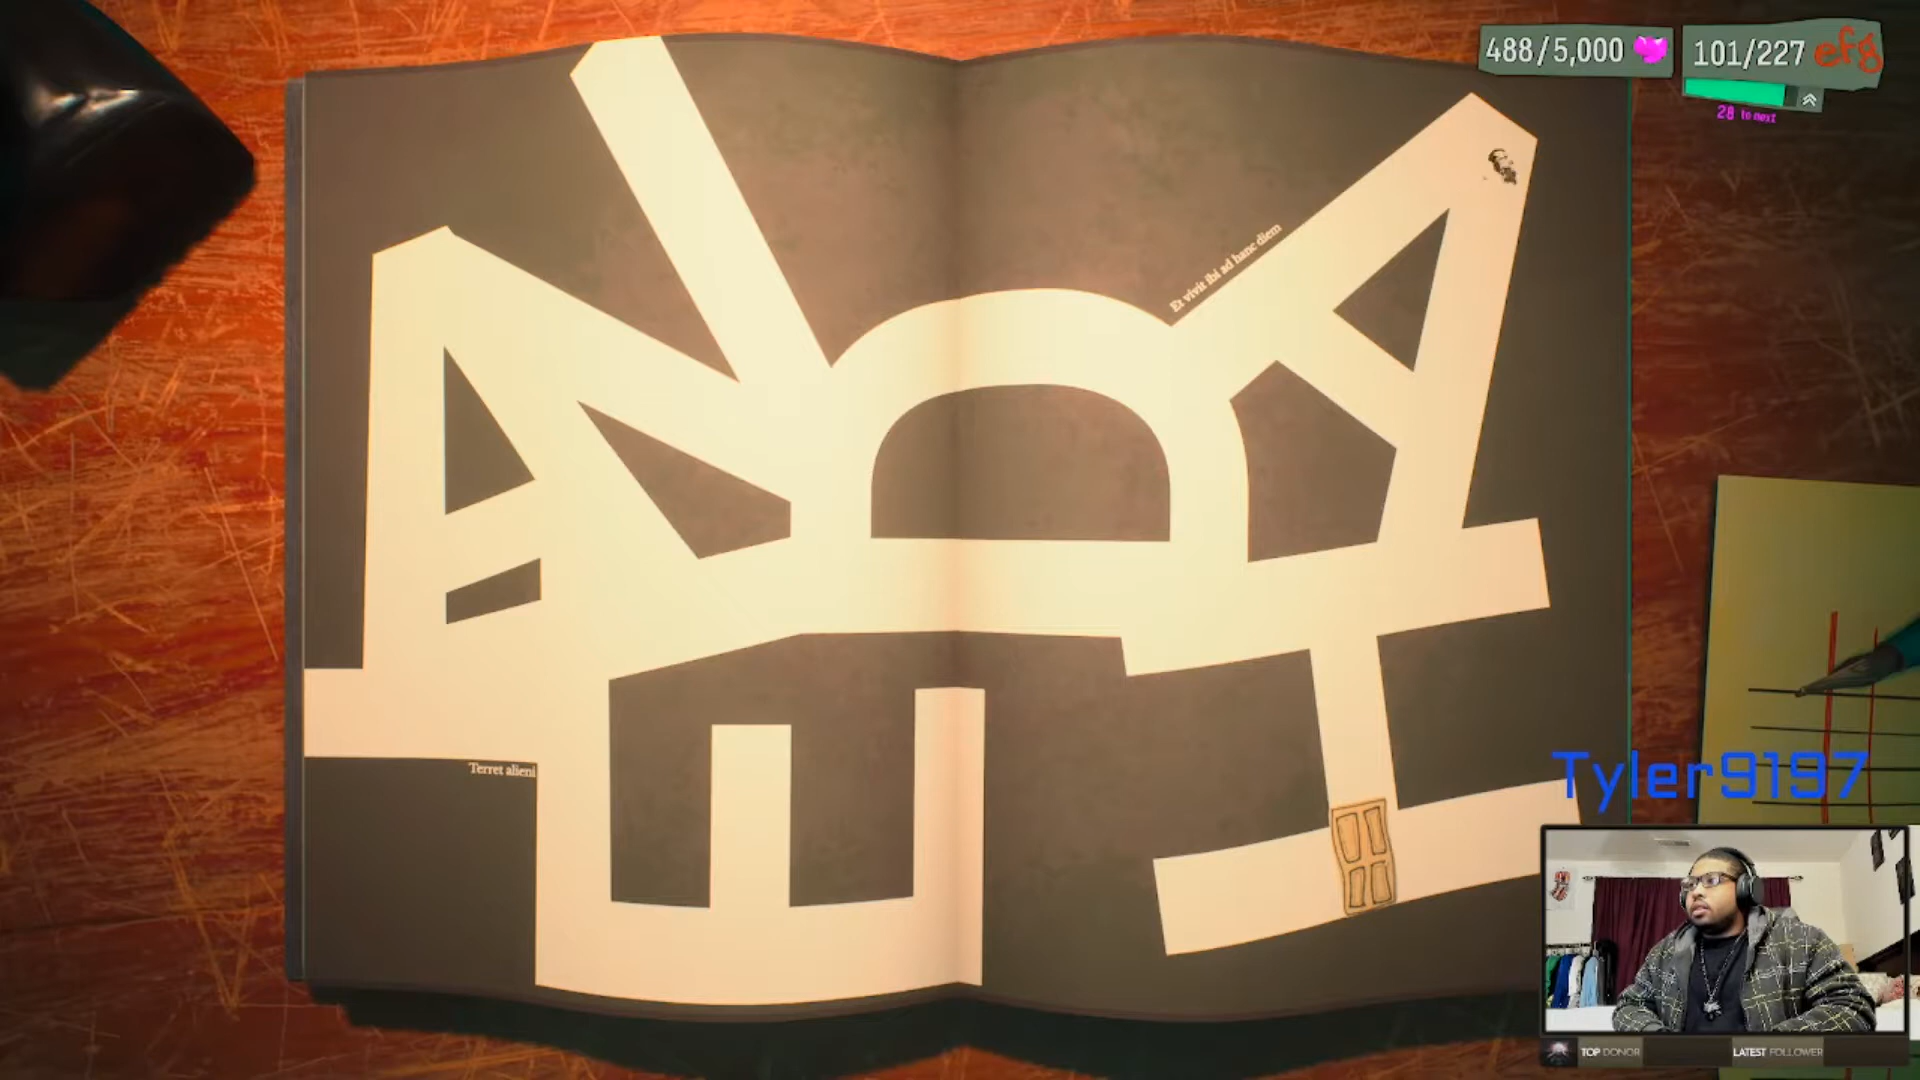 488/5,000
101/227 efg
28 to next
Et vivit ibi ad hanc diem
Terret alieni
Tyler9197
TOP DONOR
LATEST FOLLOWER